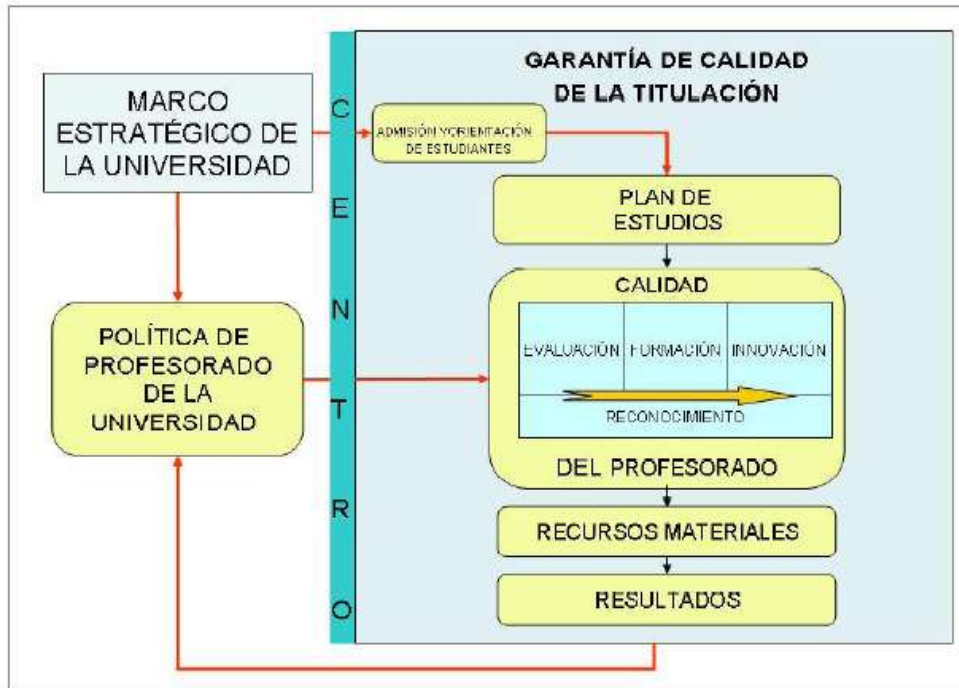 MARCO
ESTRATÉGICO DE
LA UNIVERSIDAD
POLÍTICA DE
PROFESORADO
DE LA
UNIVERSIDAD
C
E
N
T
R
O
GARANTÍA DE CALIDAD
DE LA TITULACIÓN
ADMISIÓN YORIENTACIÓN
DE ESTUDIANTES
PLAN DE
ESTUDIOS
CALIDAD
EVALUACIÓN FORMACIÓN INNOVACIÓN
RECONOCIMIENTO
DEL PROFESORADO
RECURSOS MATERIALES
RESULTADOS